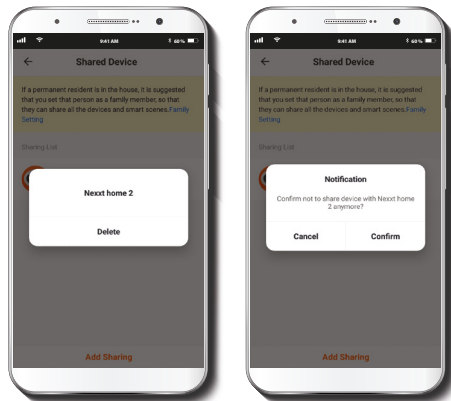 9:41 AM
60%
Shared Device
If a permanent resident is in the house, it is suggested
that you set that person as a family member, so that
they can share all the devices and smart scenes.Family
Setting
Sharing List
Nexxt home 2
Delete
Add Sharing
9:41 AM
60%
Shared Device
If a permanent resident is in the house, it is suggested
that you set that person as a family member, so that
they can share all the devices and smart scenes.Family
Setting
Sharing List
Notification
Confirm not to share device with Nexxt home
2 anymore?
Cancel Confirm
Add Sharing